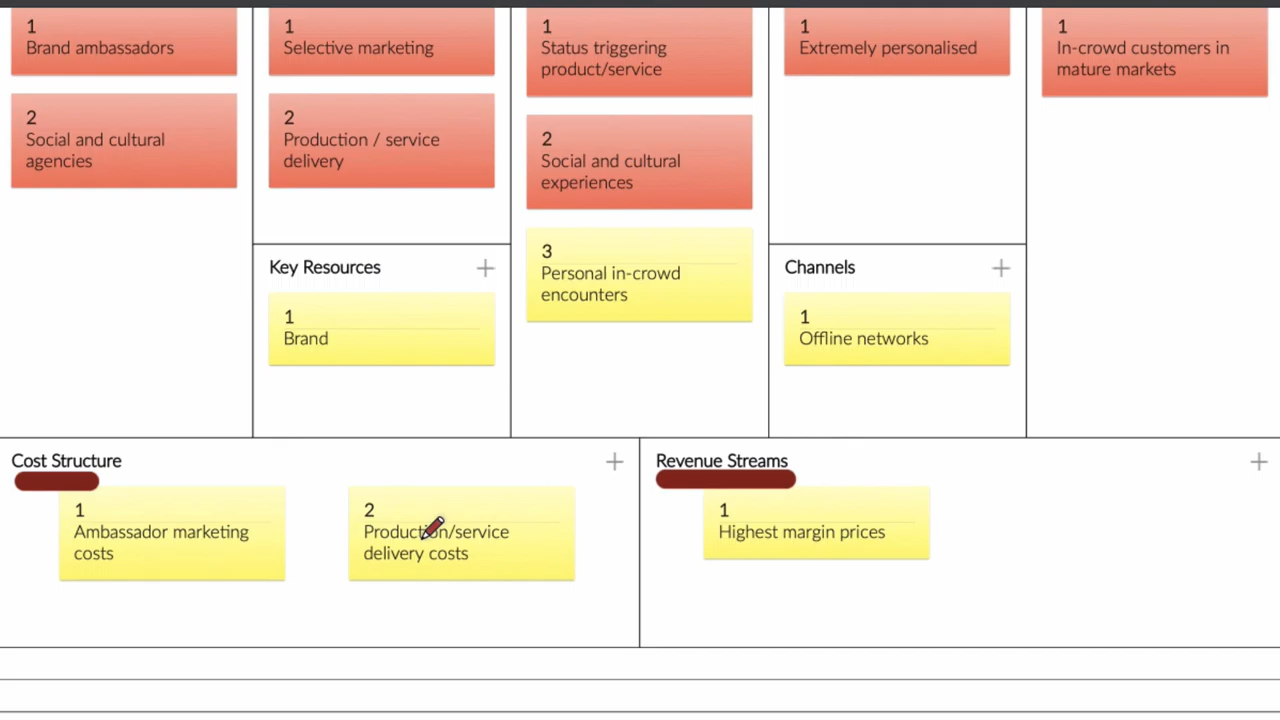 1
Brand ambassadors
2
Social and cultural
agencies
1
Selective marketing
2
Production / service
delivery
Key Resources
1
Brand
1
Status triggering
product/service
2
Social and cultural
experiences
3
Personal in-crowd
encounters
1
Extremely personalised
Channels
1
Offline networks
1
In-crowd customers in
mature markets
Cost Structure
1
Ambassador marketing
costs
2
Production/service
delivery costs
Revenue Streams
1
Highest margin prices